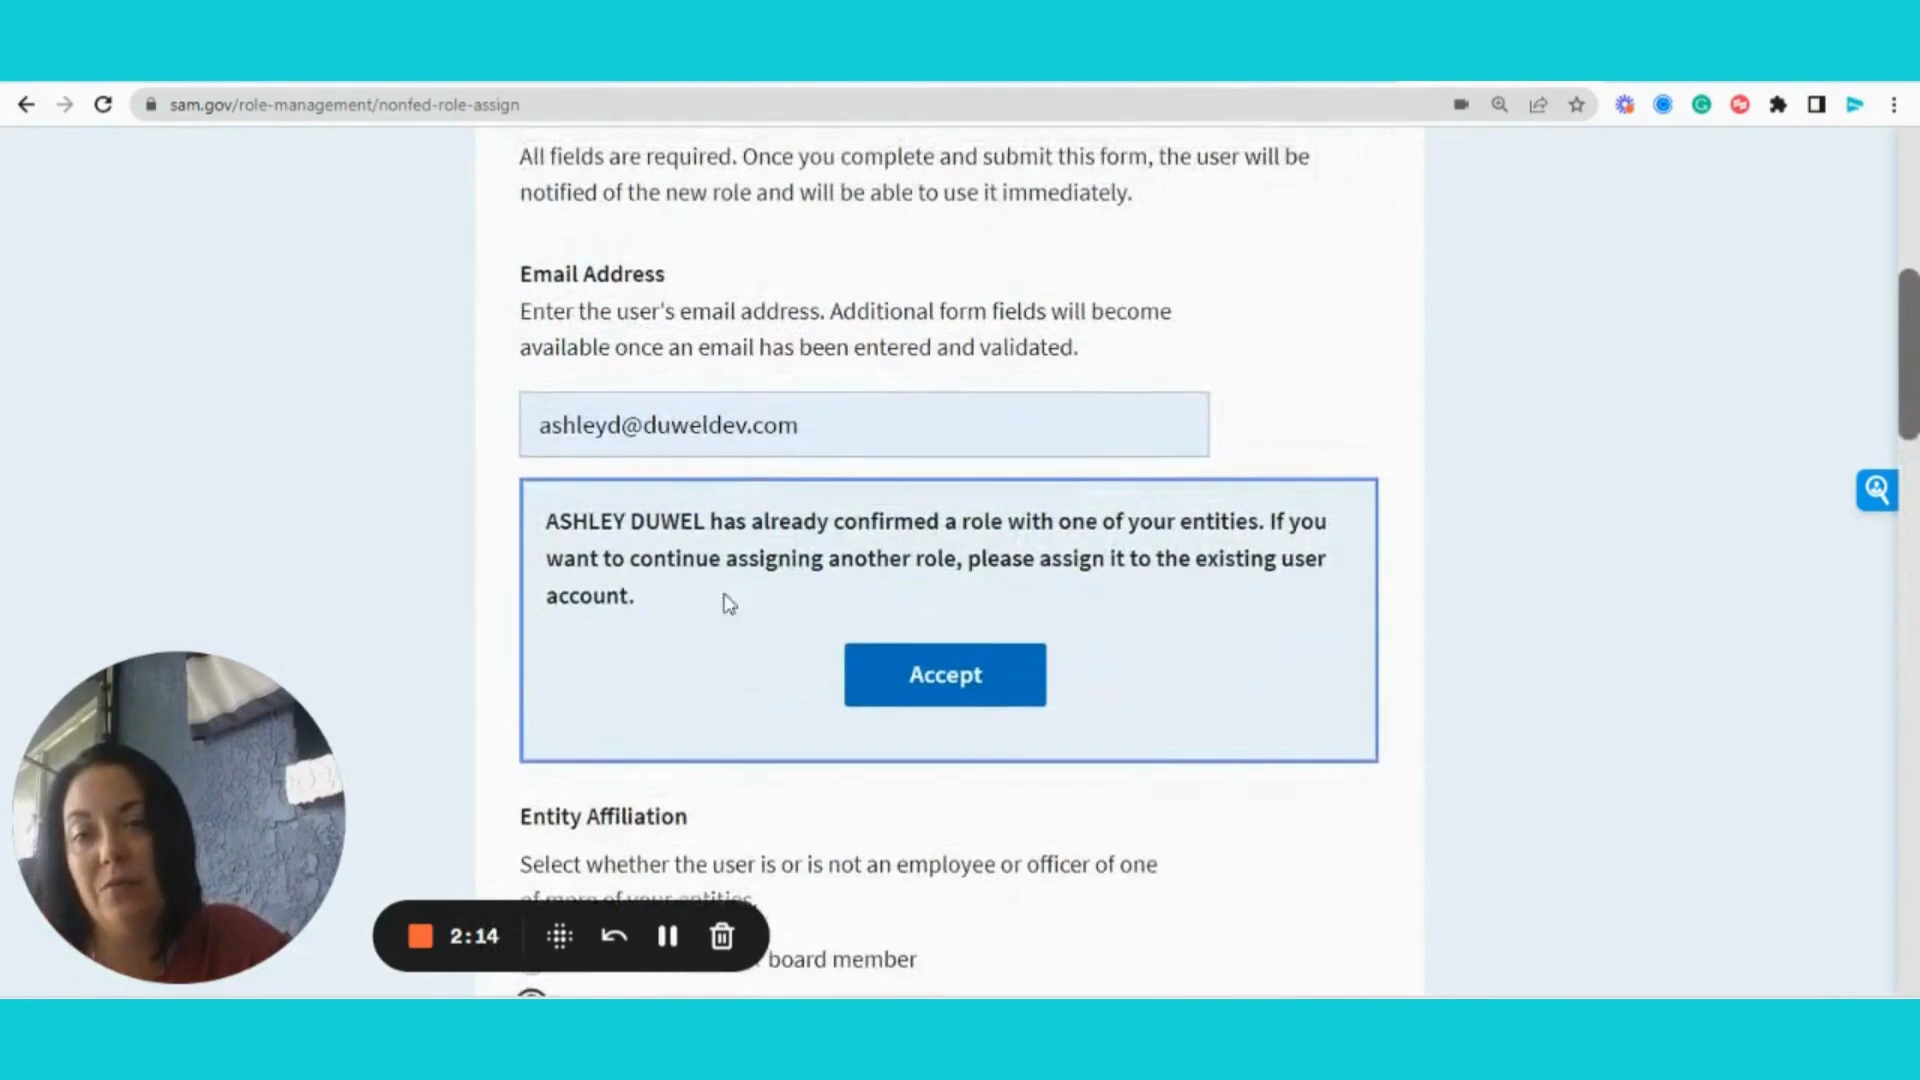 sam.gov/role-management/nonfed-role-assign
All fields are required. Once you complete and submit this form, the user will be
notified of the new role and will be able to use it immediately.
Email Address
Enter the user's email address. Additional form fields will become
available once an email has been entered and validated.
ashleyd@duweldev.com
ASHLEY DUWEL has already confirmed a role with one of your entities. If you
want to continue assigning another role, please assign it to the existing user
account.
Accept
Entity Affiliation
Select whether the user is or is not an employee or officer of one
of more of your entities.
2:14
board member